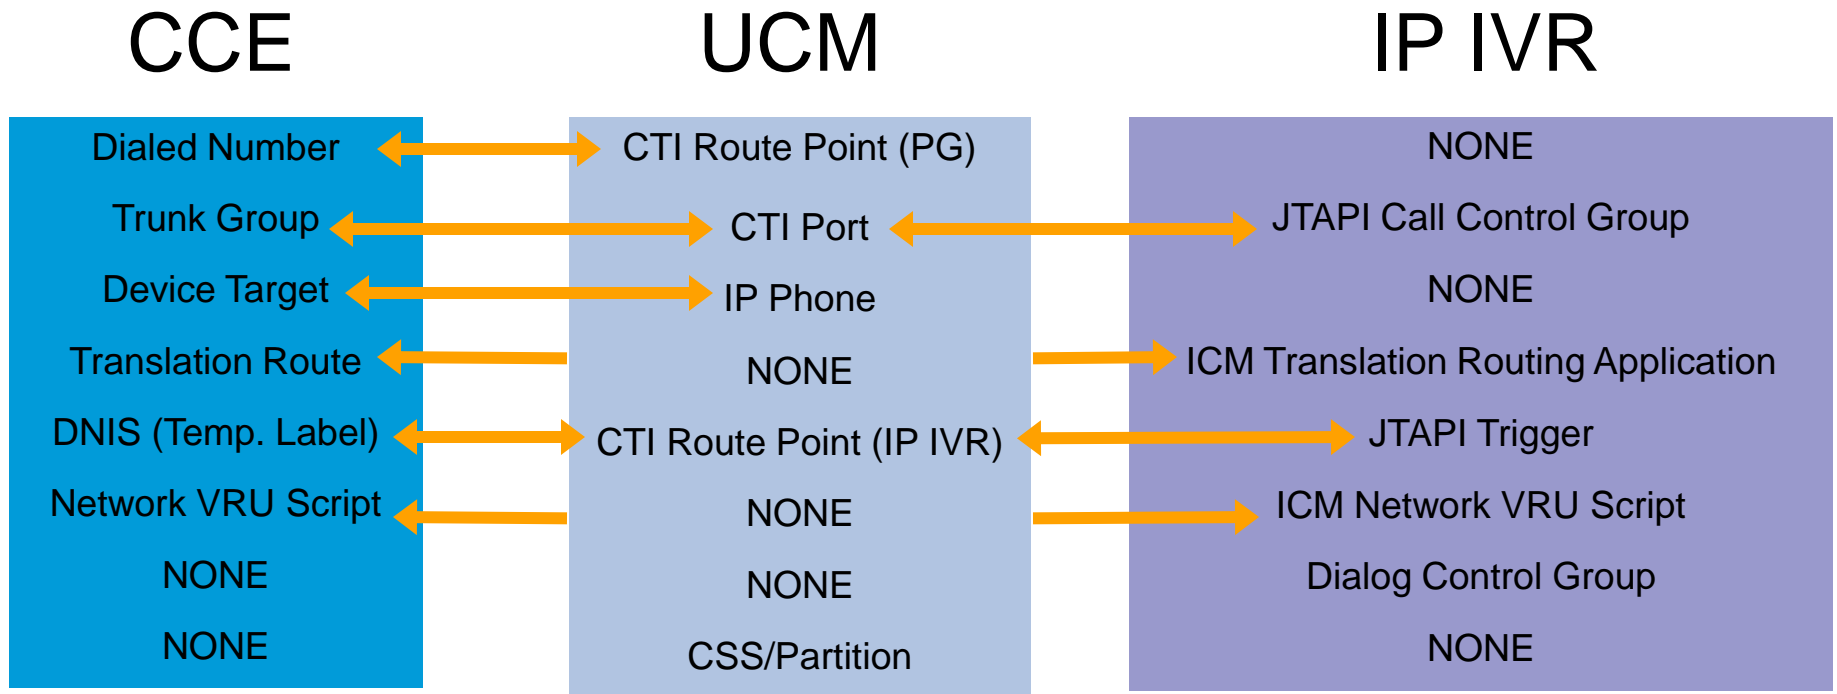 CCE
UCM
IP IVR
Dialed Number
CTI Route Point (PG)
NONE
Trunk Group
CTI Port
JTAPI Call Control Group
Device Target
IP Phone
NONE
Translation Route
NONE
ICM Translation Routing Application
DNIS (Temp. Label)
CTI Route Point (IP IVR)
JTAPI Trigger
Network VRU Script
NONE
ICM Network VRU Script
NONE
NONE
Dialog Control Group
NONE
CSS/Partition
NONE